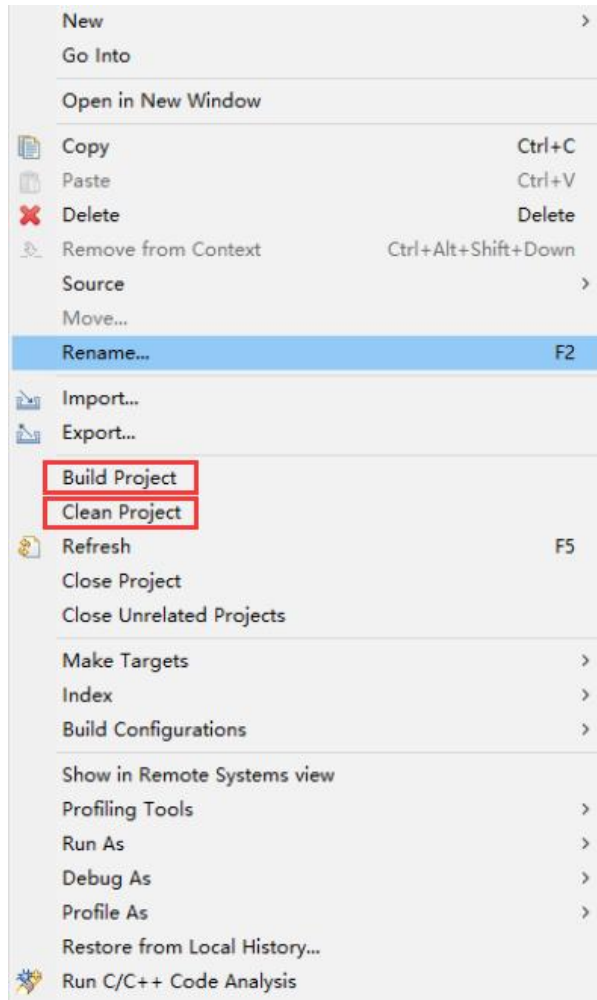 New
Go Into
Open in New Window
Copy Ctrl+C
Paste Ctrl+V
Delete Delete
Remove from Context Ctrl+Alt+Shift+Down
Source
Move...
Rename... F2
Import...
Export...
Build Project
Clean Project
Refresh F5
Close Project
Close Unrelated Projects
Make Targets
Index
Build Configurations
Show in Remote Systems view
Profiling Tools
Run As
Debug As
Profile As
Restore from Local History...
Run C/C++ Code Analysis